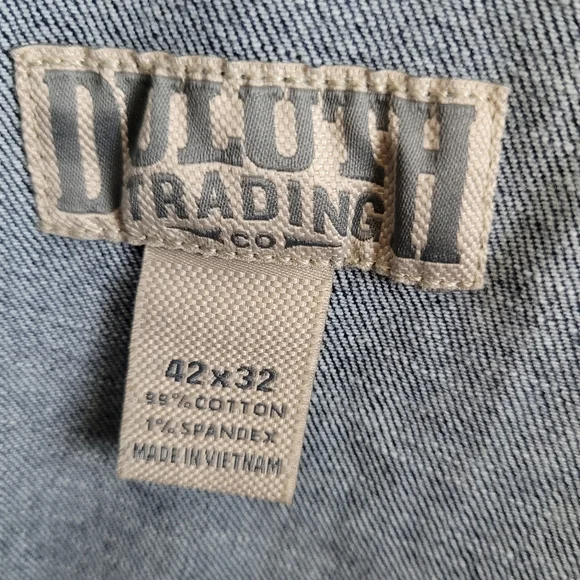 DULUTH
TRADING
CO
42x32
99% COTTON
1% SPANDEX
MADE IN VIETNAM